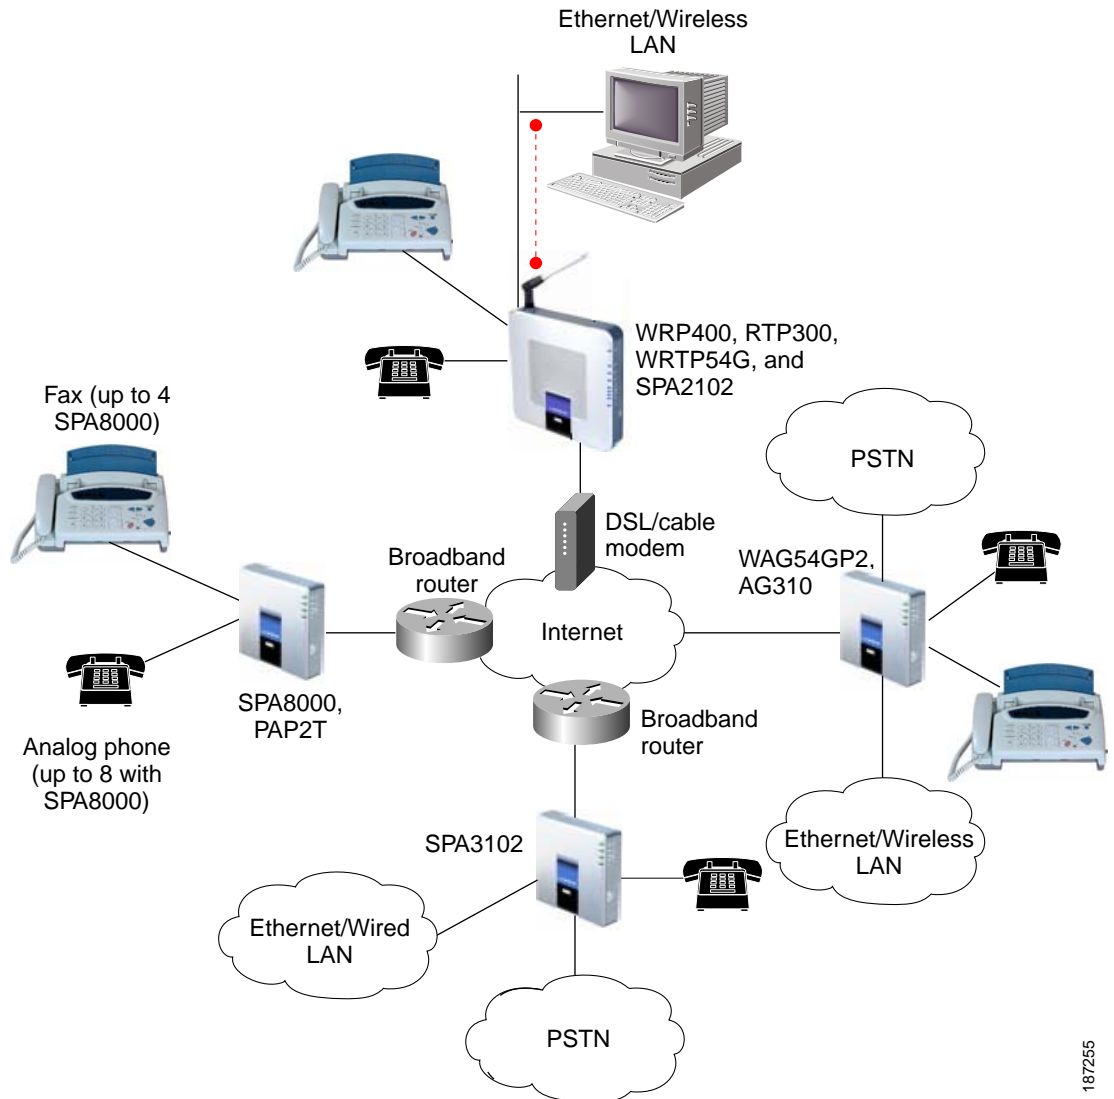 Ethernet/Wireless
LAN
WRP400, RTP300,
WRTP54G, and
SPA2102
Fax (up to 4
SPA8000)
PSTN
DSL/cable
modem
WAG54GP2,
AG310
Broadband
router
Internet
SPA8000,
PAP2T
Broadband
router
Analog phone
(up to 8 with
SPA8000)
SPA3102
Ethernet/Wireless
LAN
Ethernet/Wired
LAN
PSTN
187255